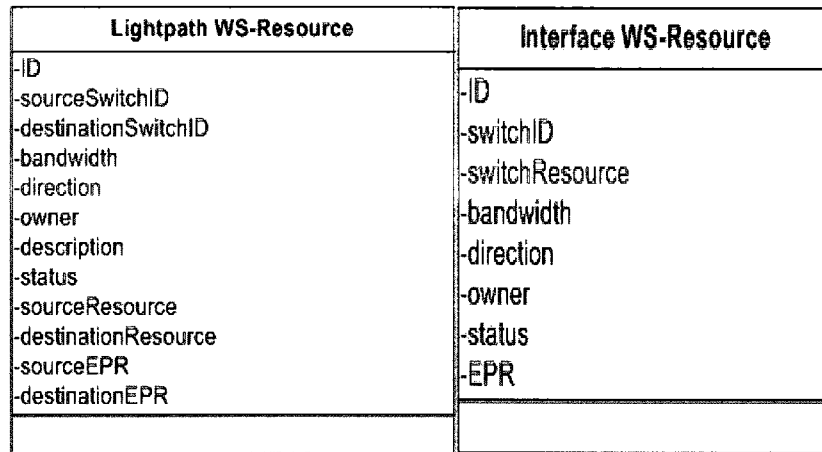 Lightpath WS-Resource
-ID
-sourceSwitchID
-destinationSwitchID
-bandwidth
-direction
-owner
-description
-status
-sourceResource
-destinationResource
-sourceEPR
-destinationEPR
Interface WS-Resource
-ID
-switchID
-switchResource
-bandwidth
-direction
-owner
-status
-EPR